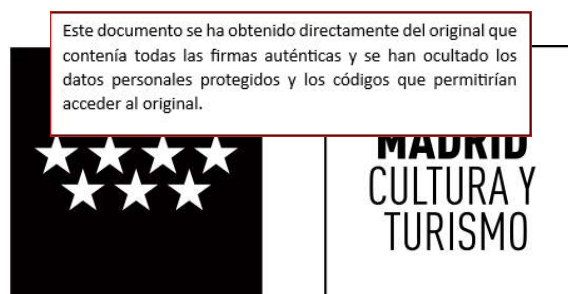 Este documento se ha obtenido directamente del original que
contenía todas las firmas auténticas y se han ocultado los
datos personales protegidos y los códigos que permitirían
acceder al original.
MADRID
CULTURA Y
TURISMO